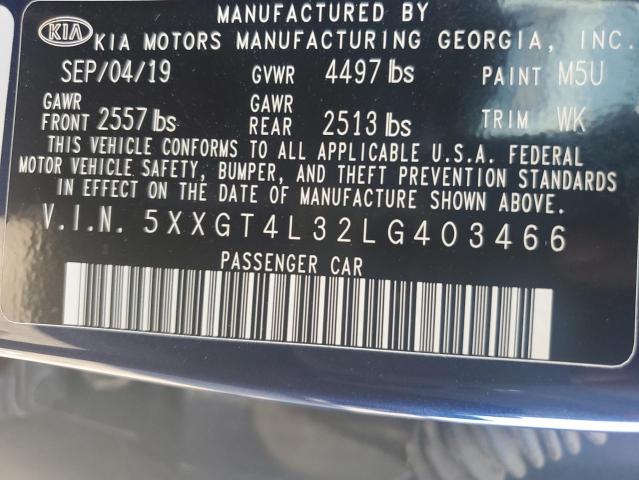 MANUFACTURED BY
KIA KIA MOTORS MANUFACTURING GEORGIA, INC.
SEP/04/19 GVWR 4497 lbs PAINT M5U
GAWR FRONT 2557 lbs GAWR REAR 2513 lbs TRIM WK
THIS VEHICLE CONFORMS TO ALL APPLICABLE U.S.A. FEDERAL
MOTOR VEHICLE SAFETY, BUMPER, AND THEFT PREVENTION STANDARDS
IN EFFECT ON THE DATE OF MANUFACTURE SHOWN ABOVE.
V.I.N. 5XXGT4L32LG403466
PASSENGER CAR